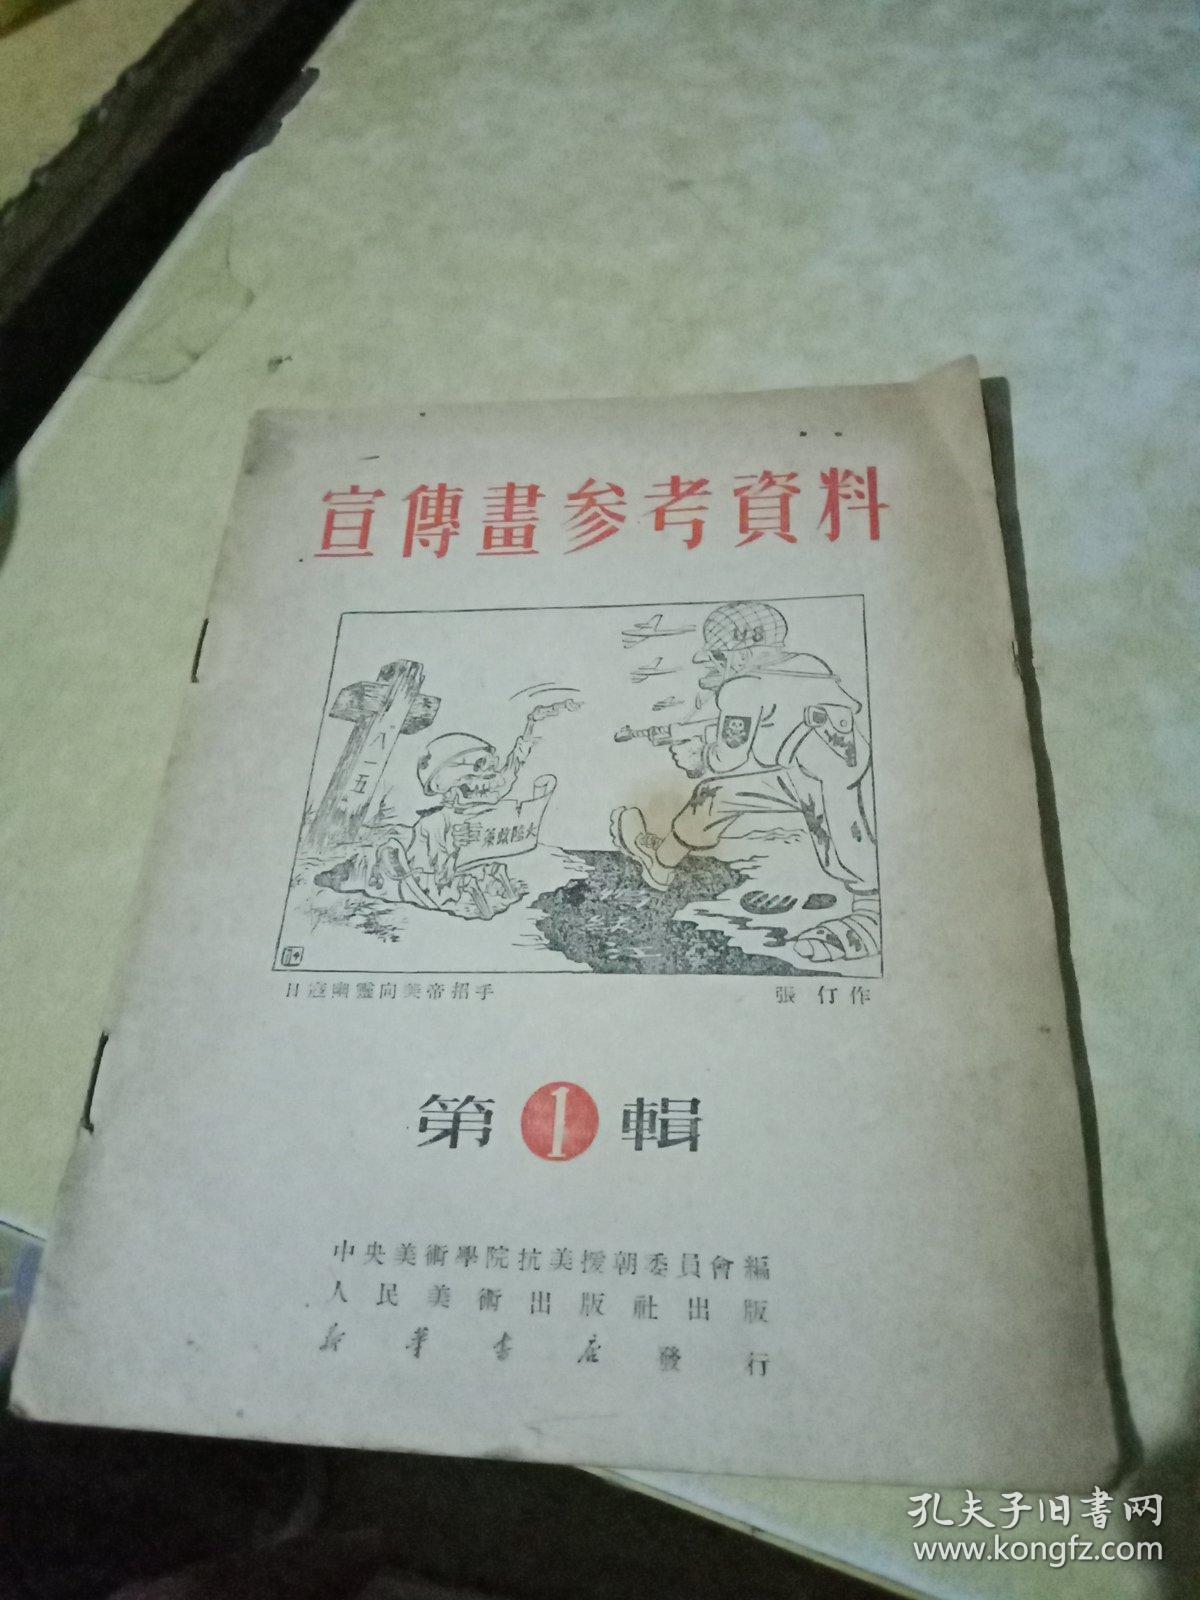 宣傳畫参考資料
US
八一五
大陸政策
日寇幽靈向美帝招手
張仃作
第1輯
中央美術學院抗美援朝委員會編
人民美術出版社出版
新華書店發行
孔夫子旧書网
www.kongfz.com